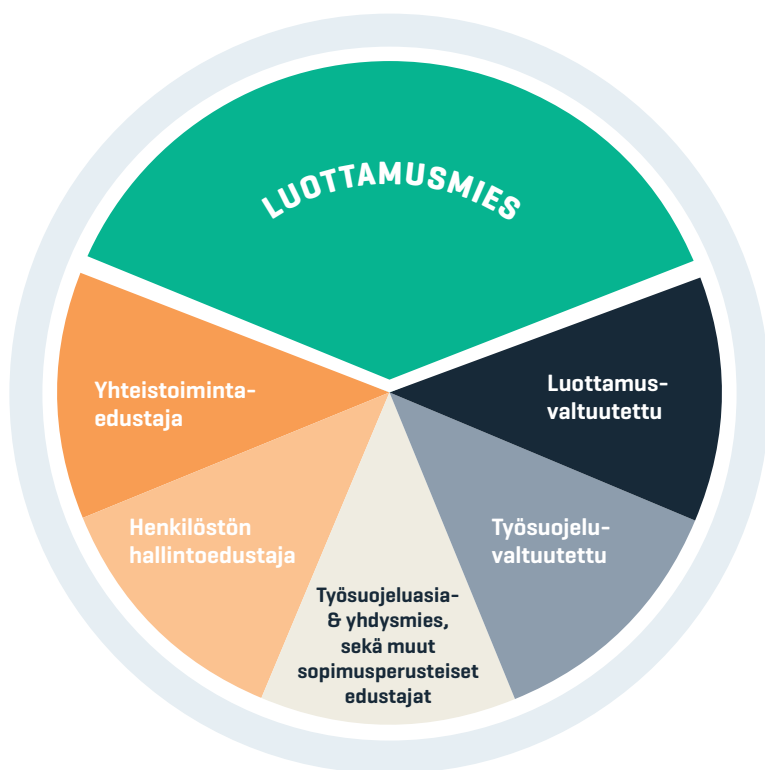 LUOTTAMUSMIES
Yhteistoiminta-
edustaja
Luottamus-
valtuutettu
Henkilöstön
hallintoedustaja
Työsuojelu-
valtuutettu
Työsuojeluasia-
& yhdysmies,
sekä muut
sopimusperusteiset
edustajat